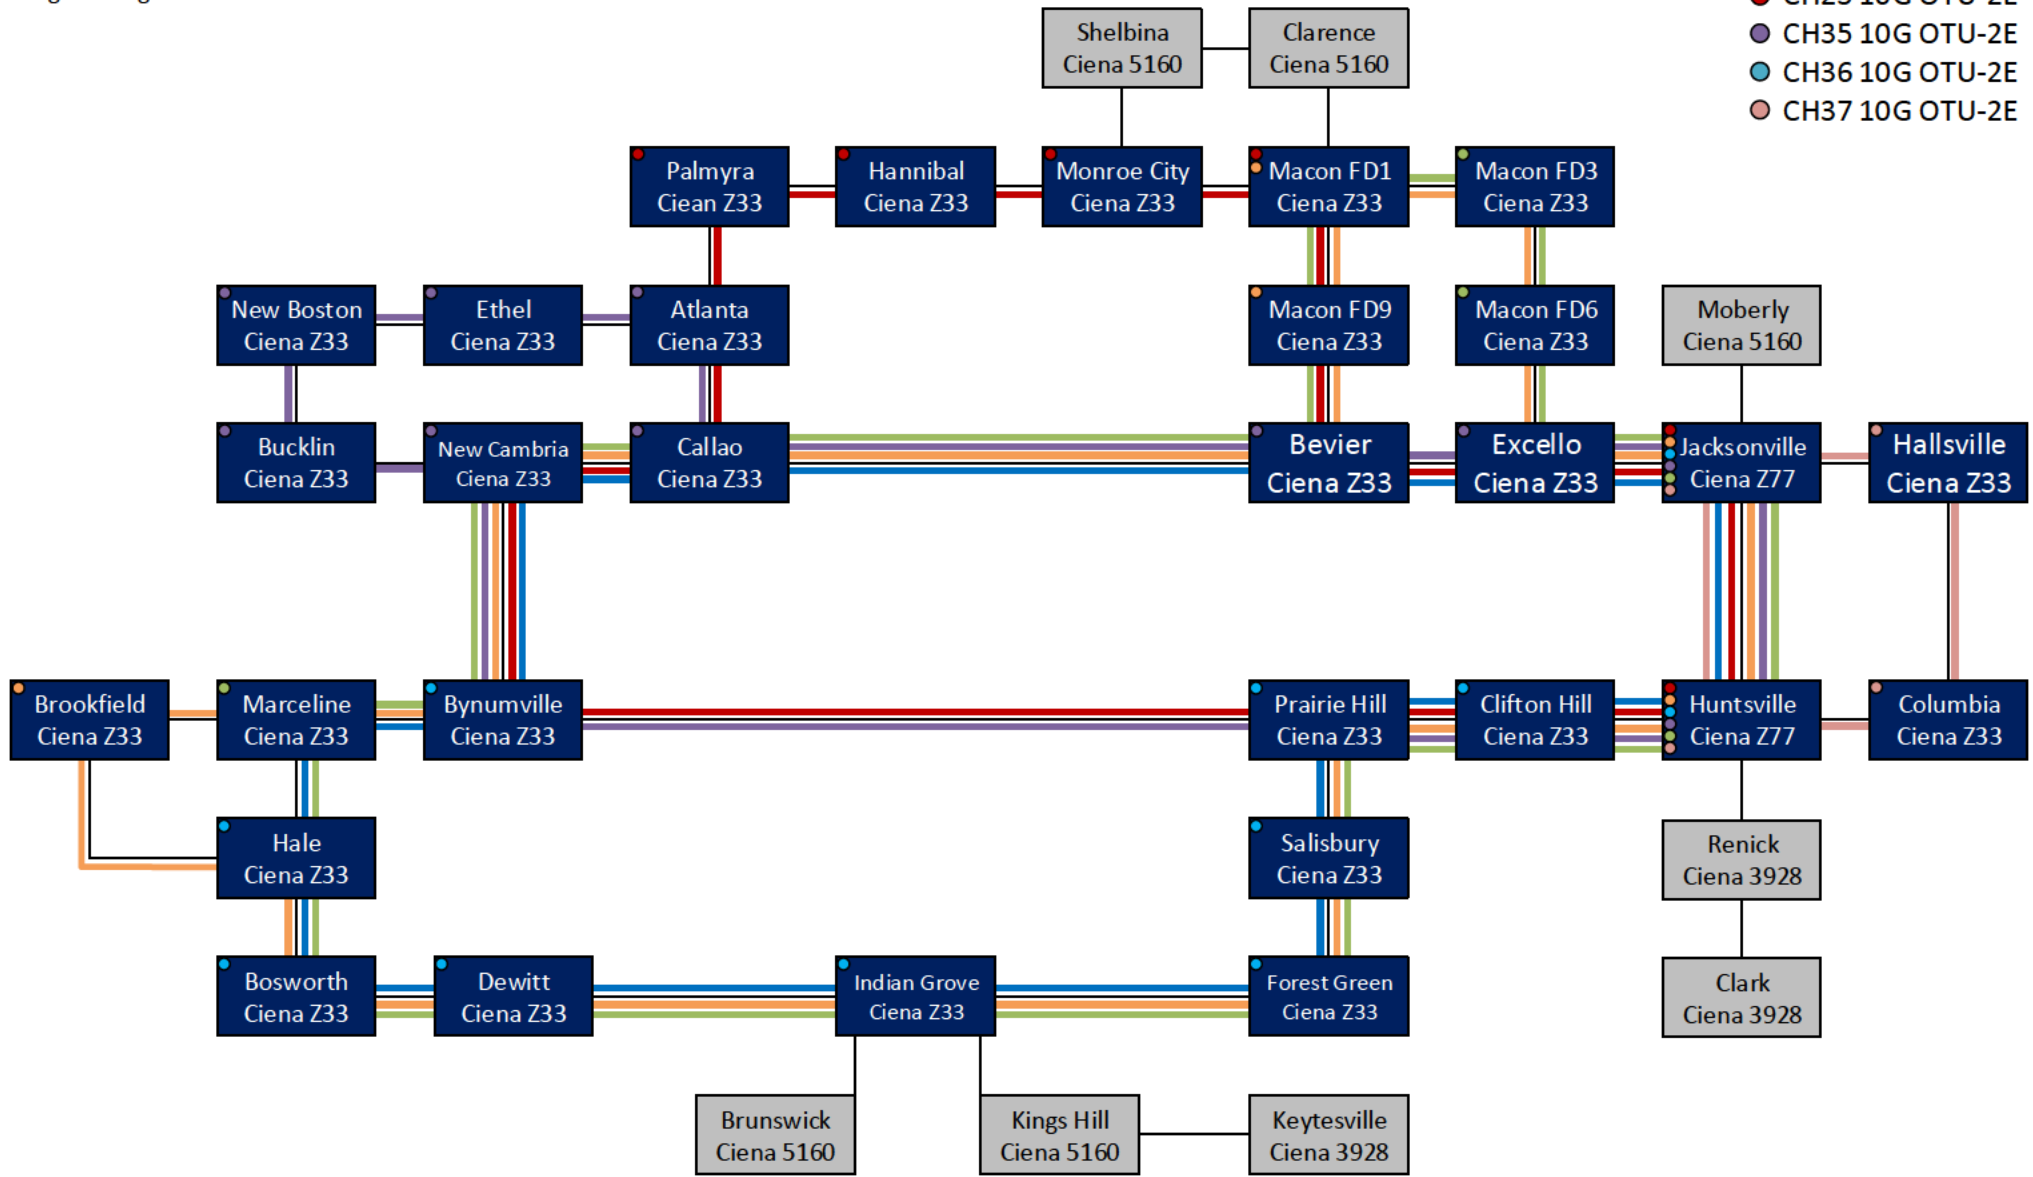 CH25 10G OTU-2E
CH35 10G OTU-2E
CH36 10G OTU-2E
CH37 10G OTU-2E
Shelbina
Ciena 5160
Clarence
Ciena 5160
Palmyra
Ciean Z33
Hannibal
Ciena Z33
Monroe City
Ciena Z33
Macon FD1
Ciena Z33
Macon FD3
Ciena Z33
New Boston
Ciena Z33
Ethel
Ciena Z33
Atlanta
Ciena Z33
Macon FD9
Ciena Z33
Macon FD6
Ciena Z33
Moberly
Ciena 5160
Bucklin
Ciena Z33
New Cambria
Ciena Z33
Callao
Ciena Z33
Bevier
Ciena Z33
Excello
Ciena Z33
Jacksonville
Ciena Z77
Hallsville
Ciena Z33
Brookfield
Ciena Z33
Marceline
Ciena Z33
Bynumville
Ciena Z33
Prairie Hill
Ciena Z33
Clifton Hill
Ciena Z33
Huntsville
Ciena Z77
Columbia
Ciena Z33
Hale
Ciena Z33
Salisbury
Ciena Z33
Renick
Ciena 3928
Bosworth
Ciena Z33
Dewitt
Ciena Z33
Indian Grove
Ciena Z33
Forest Green
Ciena Z33
Clark
Ciena 3928
Brunswick
Ciena 5160
Kings Hill
Ciena 5160
Keytesville
Ciena 3928